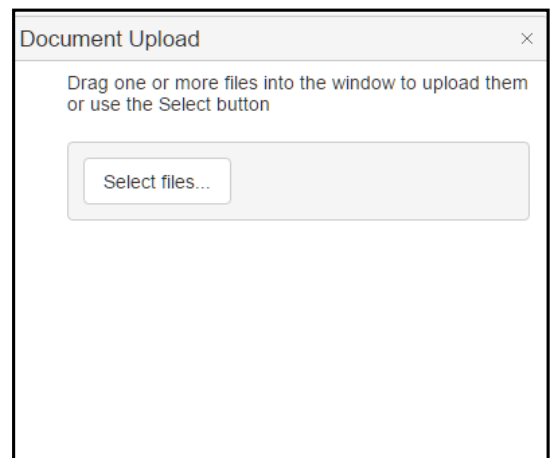 Document Upload
Drag one or more files into the window to upload them
or use the Select button
Select files...